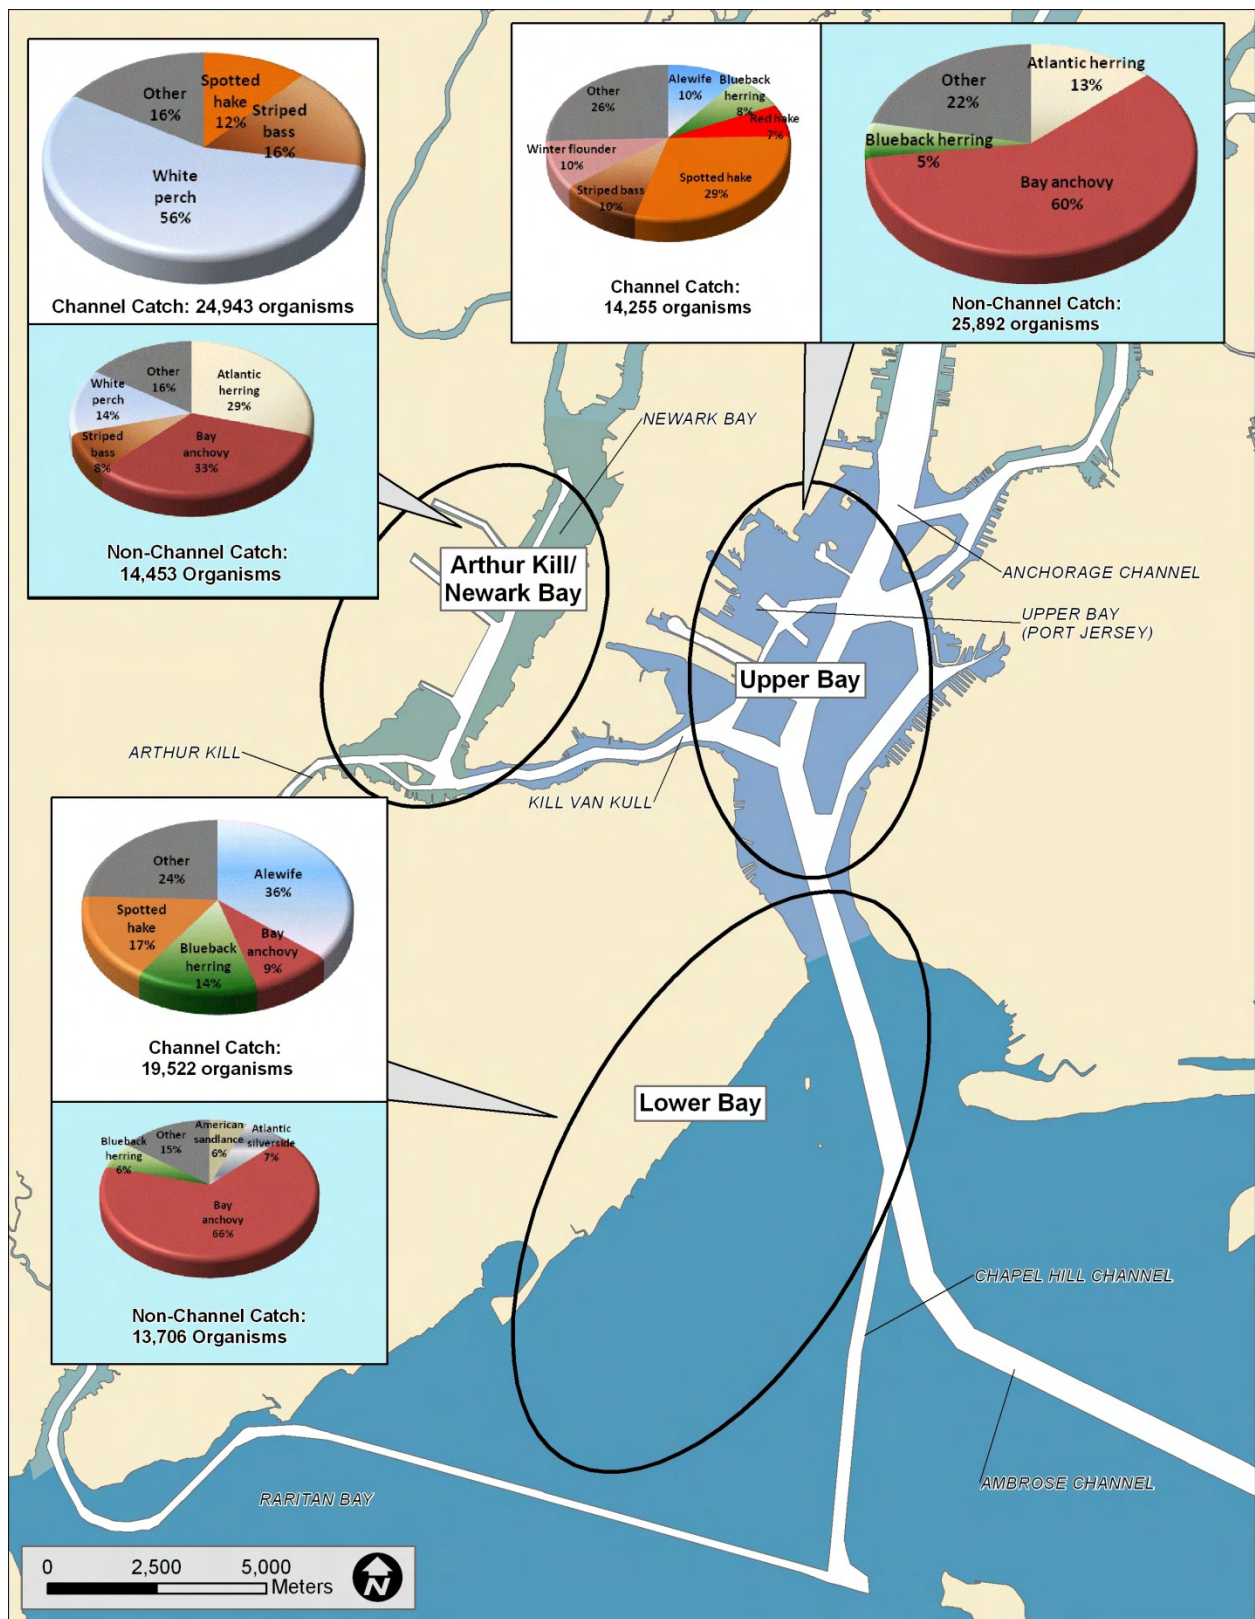 Other
16%
Spotted
hake
12%
Striped
bass
16%
White
perch
56%
Channel Catch: 24,943 organisms
Other
16%
Atlantic
herring
29%
White
perch
14%
Striped
bass
8%
Bay
anchovy
33%
Non-Channel Catch:
14,453 Organisms
Alewife
10%
Blueback
herring
8%
Red hake
7%
Other
26%
Winter flounder
10%
Striped bass
10%
Spotted hake
29%
Channel Catch:
14,255 organisms
Atlantic herring
13%
Other
22%
Blueback herring
5%
Bay anchovy
60%
Non-Channel Catch:
25,892 organisms
NEWARK BAY
Arthur Kill/
Newark Bay
ANCHORAGE CHANNEL
UPPER BAY
(PORT JERSEY)
Upper Bay
ARTHUR KILL
KILL VAN KULL
Other
24%
Alewife
36%
Spotted
hake
17%
Blueback
herring
14%
Bay
anchovy
9%
Channel Catch:
19,522 organisms
Lower Bay
Blueback
herring
6%
Other
15%
American
sandlance
6%
Atlantic
silverside
7%
Bay
anchovy
66%
Non-Channel Catch:
13,706 Organisms
CHAPEL HILL CHANNEL
AMBROSE CHANNEL
RARITAN BAY
0 2,500 5,000
Meters
N